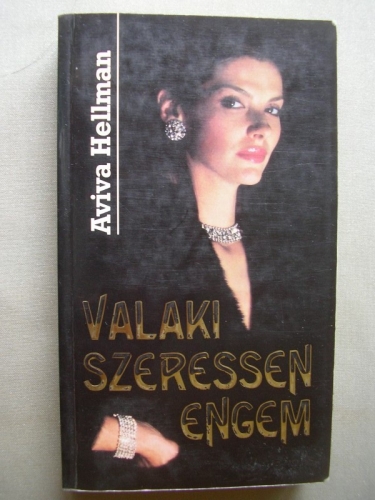 Aviva Hellman
VALAKI
SZERESSEN
ENGEM